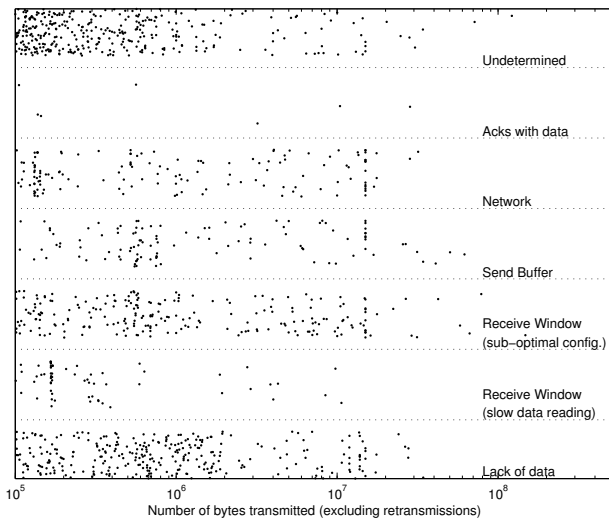 Undetermined
Acks with data
Network
Send Buffer
Receive Window
(sub-optimal config.)
Receive Window
(slow data reading)
Lack of data
10^5 10^6 10^7 10^8
Number of bytes transmitted (excluding retransmissions)